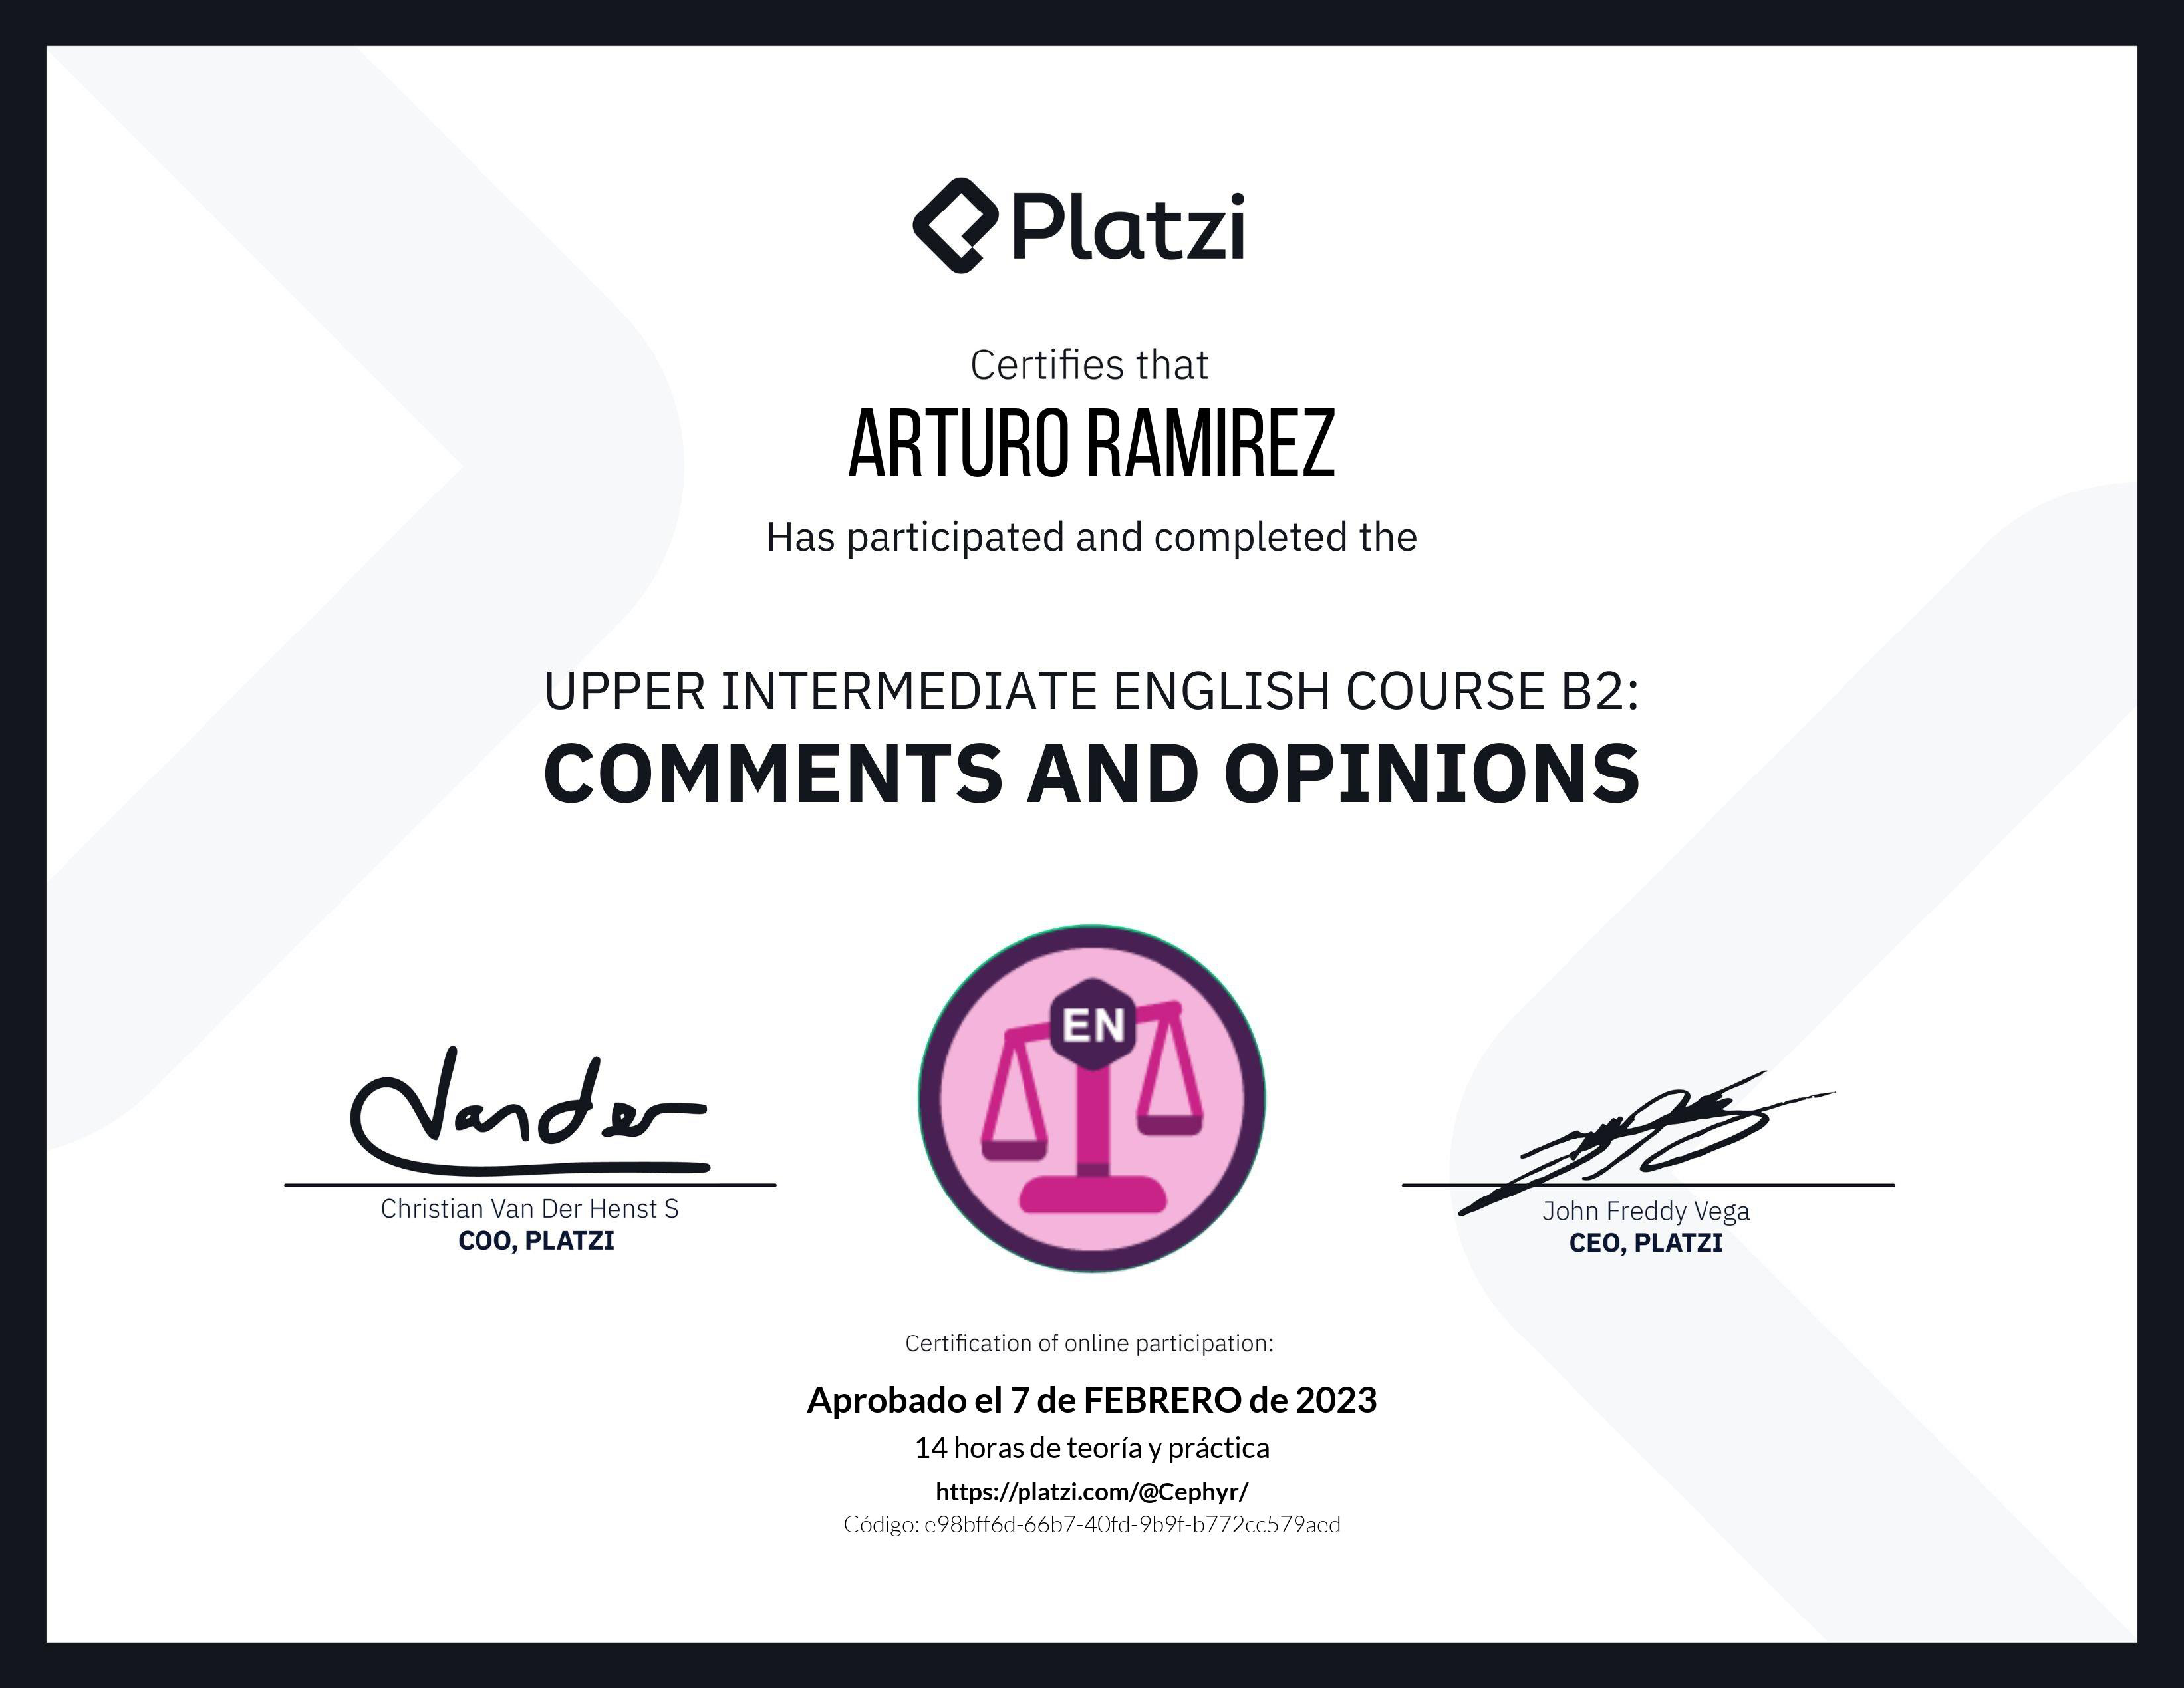 Platzi
Certifies that
ARTURO RAMIREZ
Has participated and completed the
UPPER INTERMEDIATE ENGLISH COURSE B2:
COMMENTS AND OPINIONS
EN
Vander
Christian Van Der Henst S
COO, PLATZI
John Freddy Vega
CEO, PLATZI
Certification of online participation:
Aprobado el 7 de FEBRERO de 2023
14 horas de teoría y práctica
https://platzi.com/@Cephyr/
Código: e98bff6d-66b7-40fd-9b9f-b772cc579aed